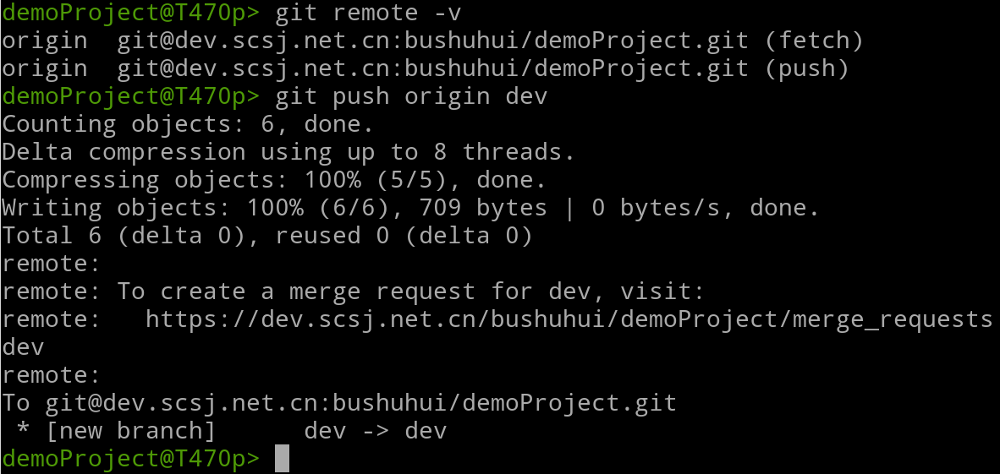 demoProject@T470p> git remote -v
origin  git@dev.scsj.net.cn:bushuhui/demoProject.git (fetch)
origin  git@dev.scsj.net.cn:bushuhui/demoProject.git (push)
demoProject@T470p> git push origin dev
Counting objects: 6, done.
Delta compression using up to 8 threads.
Compressing objects: 100% (5/5), done.
Writing objects: 100% (6/6), 709 bytes | 0 bytes/s, done.
Total 6 (delta 0), reused 0 (delta 0)
remote:
remote: To create a merge request for dev, visit:
remote:   https://dev.scsj.net.cn/bushuhui/demoProject/merge_requests
dev
remote:
To git@dev.scsj.net.cn:bushuhui/demoProject.git
 * [new branch]      dev -> dev
demoProject@T470p>